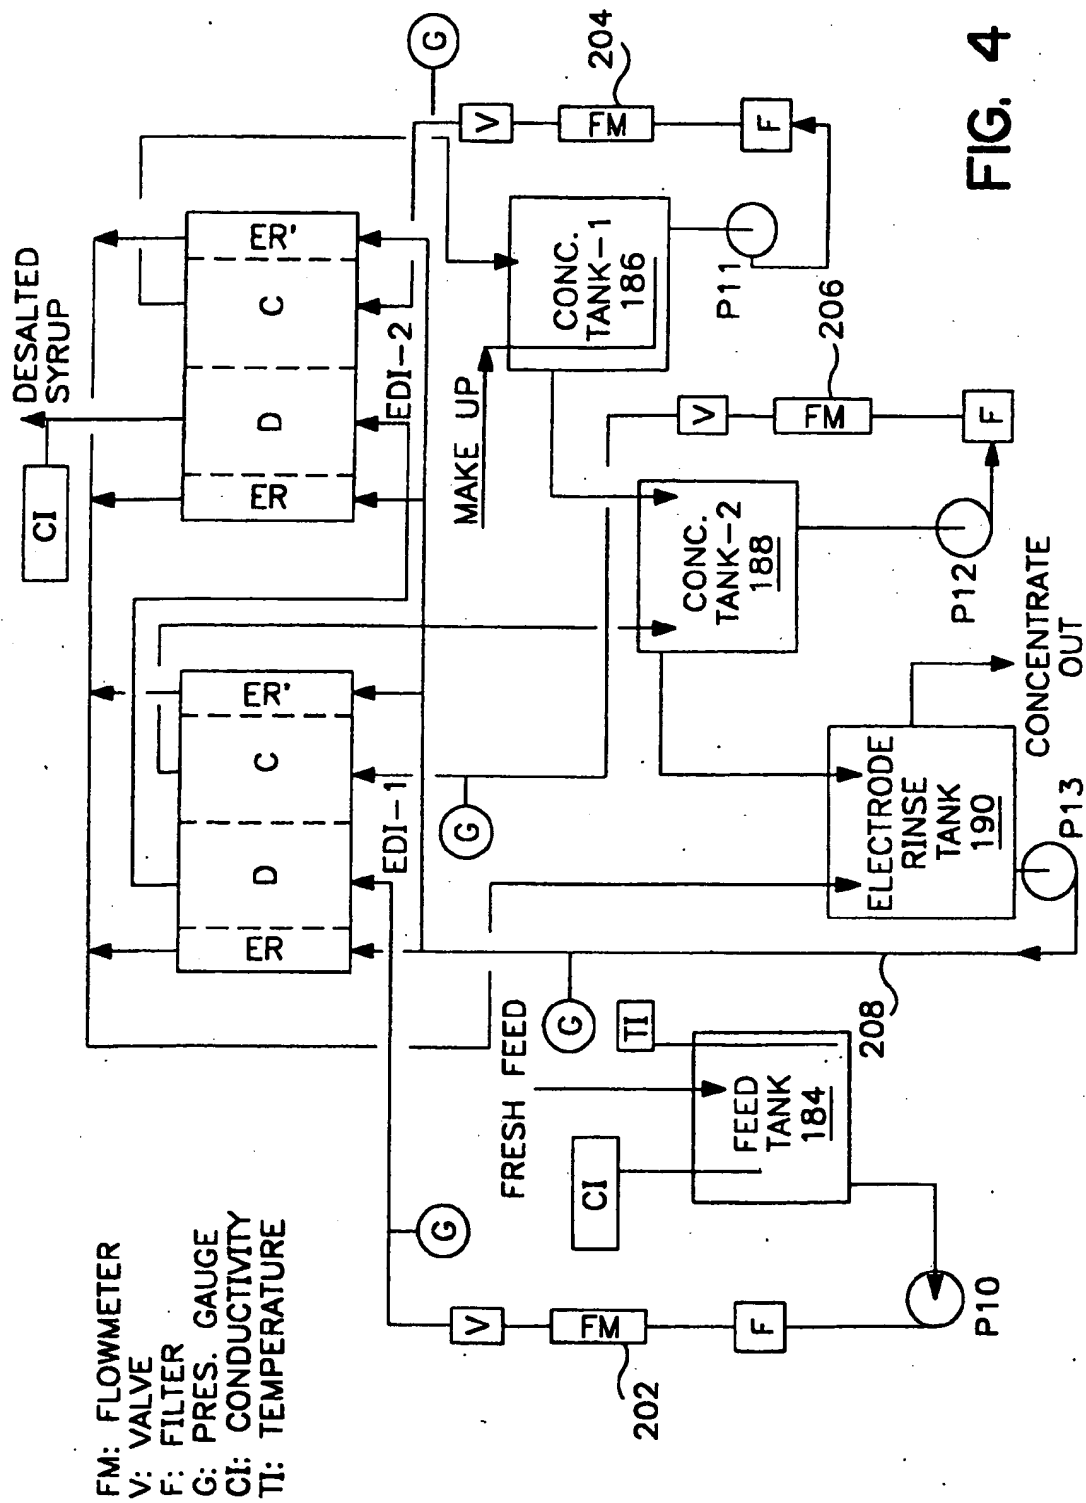 FM: FLOWMETER
V: VALVE
F: FILTER
G: PRES. GAUGE
CI: CONDUCTIVITY
TI: TEMPERATURE
CI
DESALTED
SYRUP
ER
D
C
ER'
EDI-1
ER
D
C
ER'
EDI-2
G
V
FM
202
F
P10
G
FRESH FEED
CI
TI
FEED
TANK
184
G
208
G
ELECTRODE
RINSE
TANK
190
P13
CONCENTRATE
OUT
MAKE UP
CONC.
TANK-2
188
P12
V
FM
206
F
CONC.
TANK-1
186
P11
G
V
FM
204
F
FIG. 4